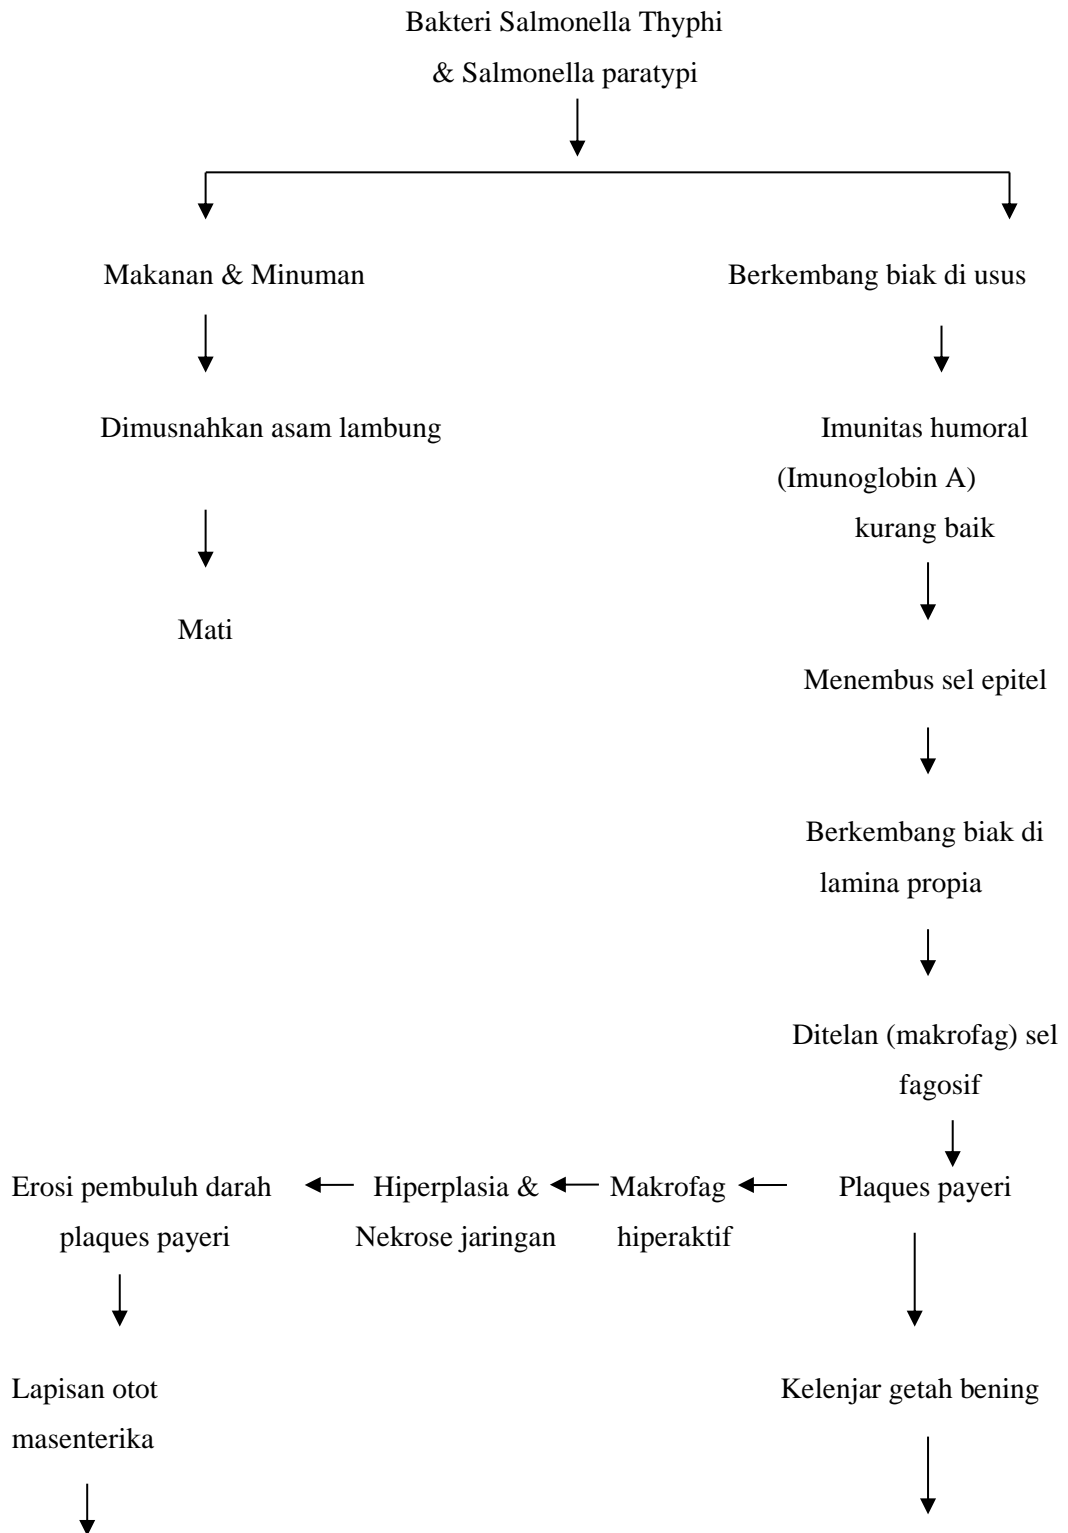 Bakteri Salmonella Thyphi
& Salmonella paratypi
Makanan & Minuman
Berkembang biak di usus
Dimusnahkan asam lambung
Imunitas humoral
(Imunoglobin A)
kurang baik
Mati
Menembus sel epitel
Berkembang biak di
lamina propia
Ditelan (makrofag) sel
fagosif
Erosi pembuluh darah
plaques payeri
Hiperplasia &
Nekrose jaringan
Makrofag
hiperaktif
Plaques payeri
Lapisan otot
masenterika
Kelenjar getah bening